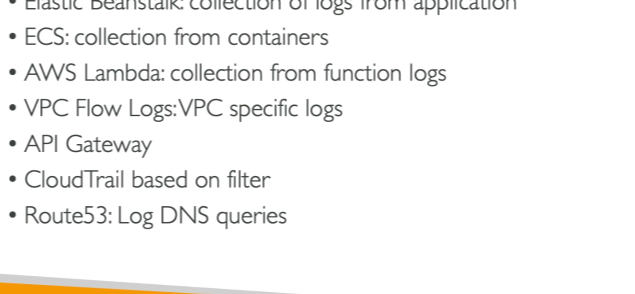 • Elastic Beanstalk: collection of logs from application
• ECS: collection from containers
• AWS Lambda: collection from function logs
• VPC Flow Logs: VPC specific logs
• API Gateway
• CloudTrail based on filter
• Route53: Log DNS queries